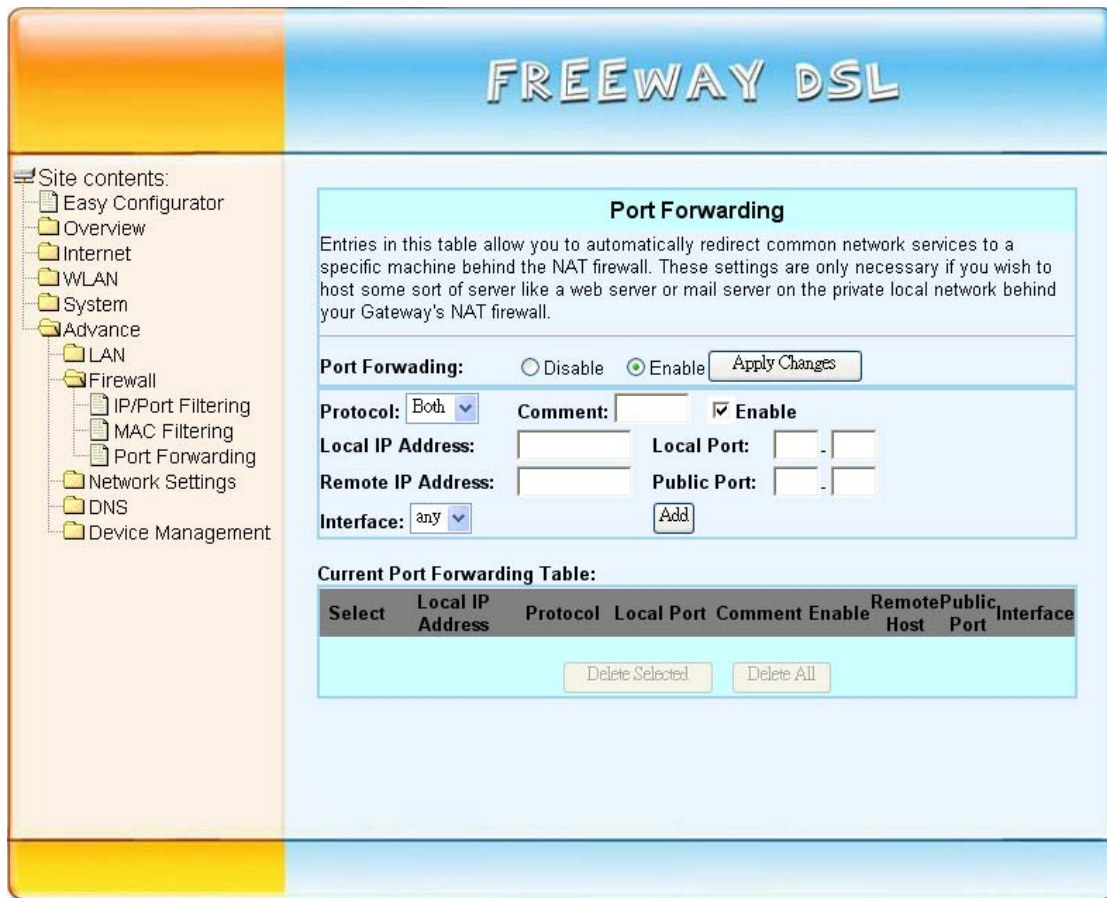 FREEWAY DSL
Site contents:
Easy Configurator
Overview
Internet
WLAN
System
Advance
LAN
Firewall
IP/Port Filtering
MAC Filtering
Port Forwarding
Network Settings
DNS
Device Management
Port Forwarding
Entries in this table allow you to automatically redirect common network services to a
specific machine behind the NAT firewall. These settings are only necessary if you wish to
host some sort of server like a web server or mail server on the private local network behind
your Gateway's NAT firewall.
Port Forwading: Disable Enable Apply Changes
Protocol: Both Comment: Enable
Local IP Address: Local Port: -
Remote IP Address: Public Port: -
Interface: any Add
Current Port Forwarding Table:
Select Local IP Address Protocol Local Port Comment Enable Remote Host Public Port Interface
Delete Selected Delete All